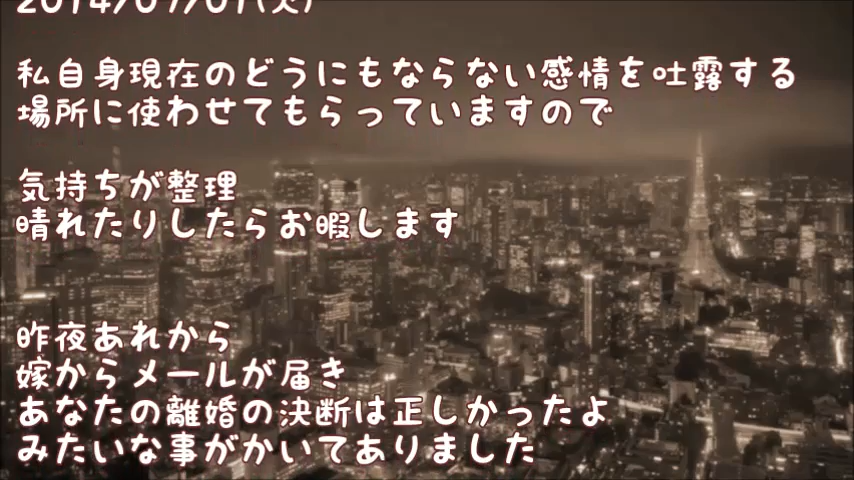 2014/07/01(火)
私自身現在のどうにもならない感情を吐露する
場所に使わせてもらっていますので
気持ちが整理
晴れたりしたらお暇します
昨夜あれから
嫁からメールが届き
あなたの離婚の決断は正しかったよ
みたいな事がかいてありました